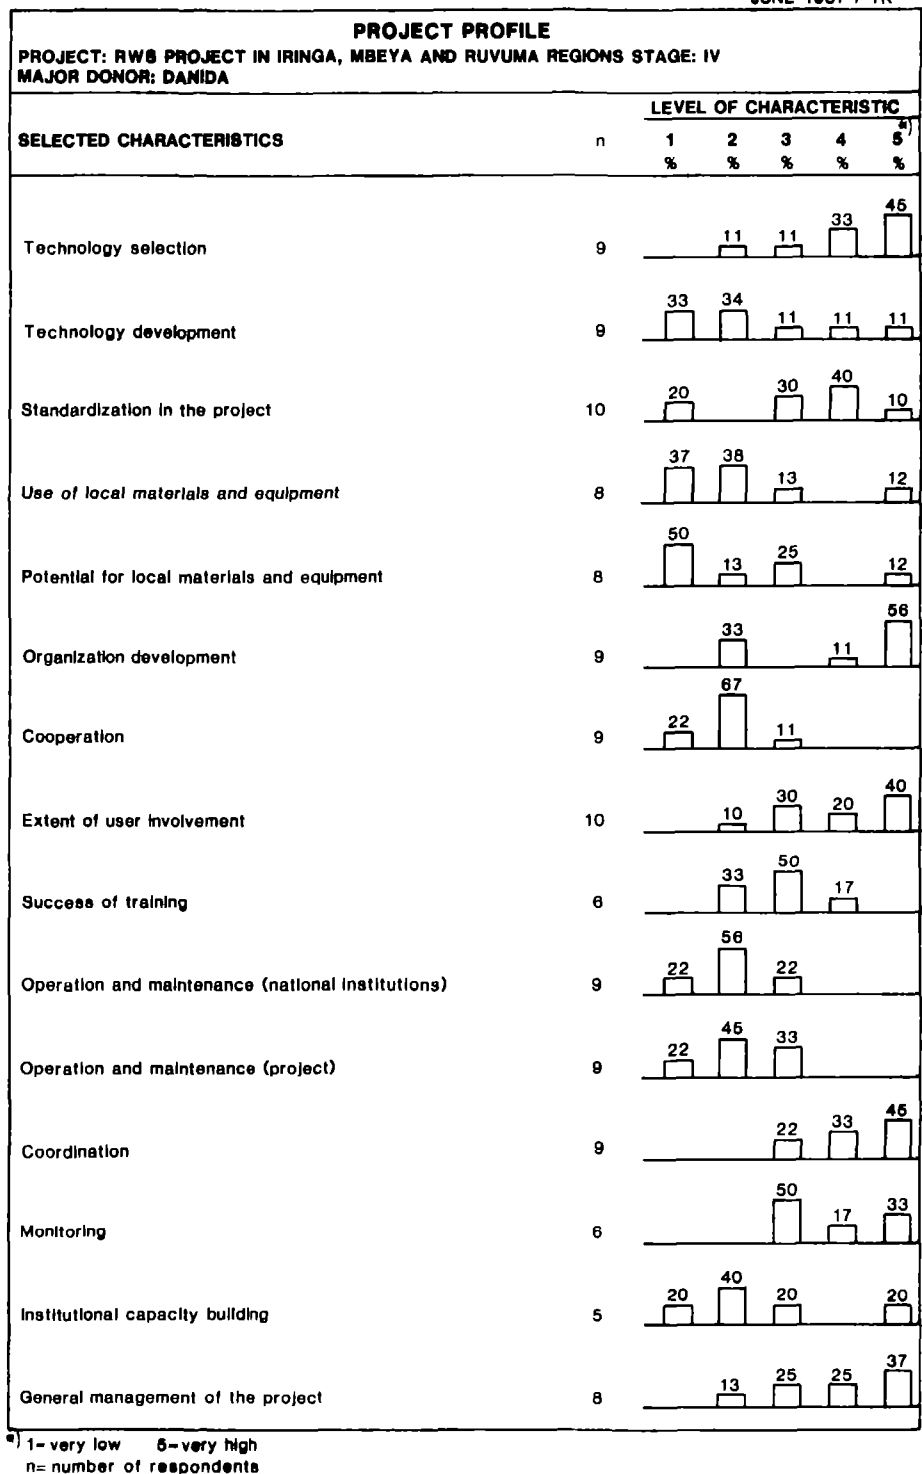 PROJECT PROFILE
PROJECT: RWS PROJECT IN IRINGA, MBEYA AND RUVUMA REGIONS STAGE: IV
MAJOR DONOR: DANIDA
LEVEL OF CHARACTERISTIC
SELECTED CHARACTERISTICS n 1 2 3 4 5 *)
% % % % %
Technology selection 9 11 11 33 45
Technology development 9 33 34 11 11 11
Standardization in the project 10 20 30 40 10
Use of local materials and equipment 8 37 38 13 12
Potential for local materials and equipment 8 50 13 25 12
Organization development 9 33 11 56
Cooperation 9 22 67 11
Extent of user involvement 10 10 30 20 40
Success of training 6 33 50 17
Operation and maintenance (national institutions) 9 22 56 22
Operation and maintenance (project) 9 22 45 33
Coordination 9 22 33 45
Monitoring 6 50 17 33
Institutional capacity building 5 20 40 20 20
General management of the project 8 13 25 25 37
*) 1- very low 5- very high
n= number of respondents